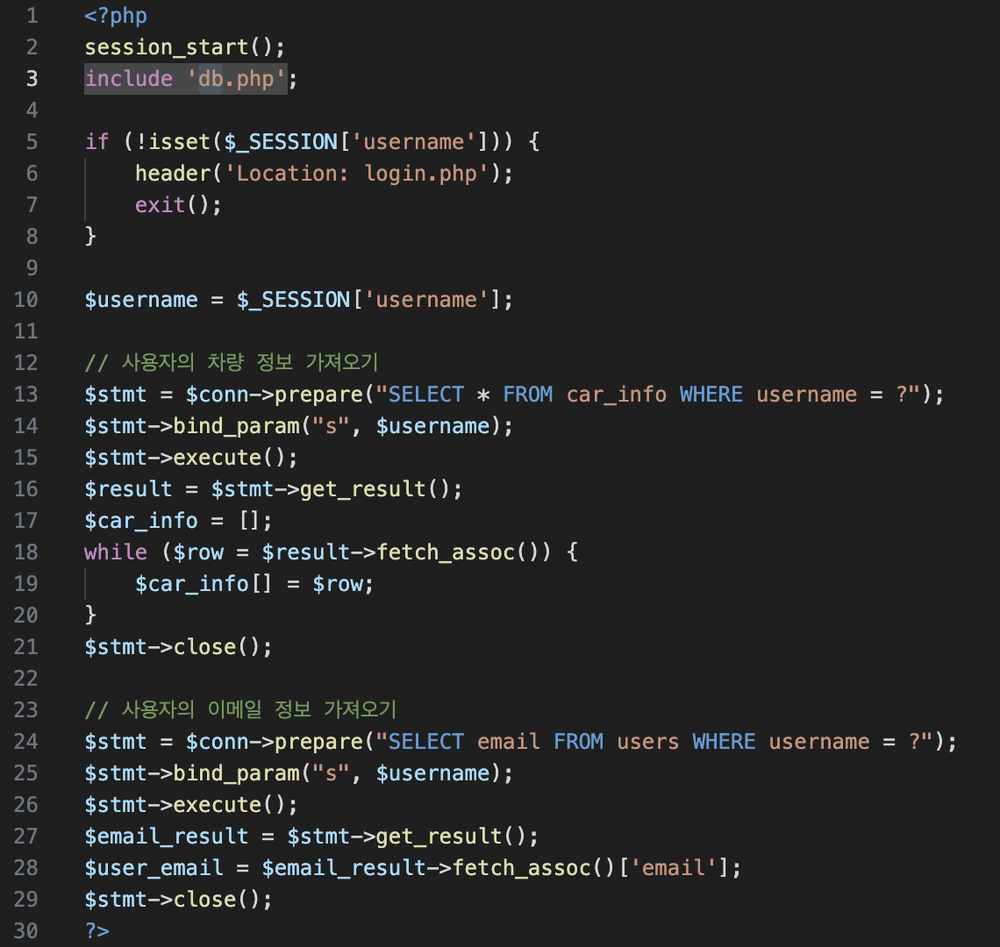 1 <?php
2 session_start();
3 include 'db.php';
4
5 if (!isset($_SESSION['username'])) {
6     header('Location: login.php');
7     exit();
8 }
9
10 $username = $_SESSION['username'];
11
12 // 사용자의 차량 정보 가져오기
13 $stmt = $conn->prepare("SELECT * FROM car_info WHERE username = ?");
14 $stmt->bind_param("s", $username);
15 $stmt->execute();
16 $result = $stmt->get_result();
17 $car_info = [];
18 while ($row = $result->fetch_assoc()) {
19     $car_info[] = $row;
20 }
21 $stmt->close();
22
23 // 사용자의 이메일 정보 가져오기
24 $stmt = $conn->prepare("SELECT email FROM users WHERE username = ?");
25 $stmt->bind_param("s", $username);
26 $stmt->execute();
27 $email_result = $stmt->get_result();
28 $user_email = $email_result->fetch_assoc()['email'];
29 $stmt->close();
30 ?>